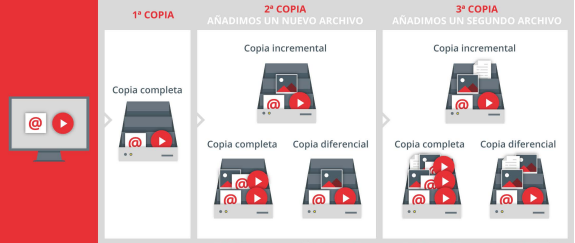 1ª COPIA
2ª COPIA
AÑADIMOS UN NUEVO ARCHIVO
3ª COPIA
AÑADIMOS UN SEGUNDO ARCHIVO
Copia completa
Copia incremental
Copia completa
Copia diferencial
Copia incremental
Copia completa
Copia diferencial